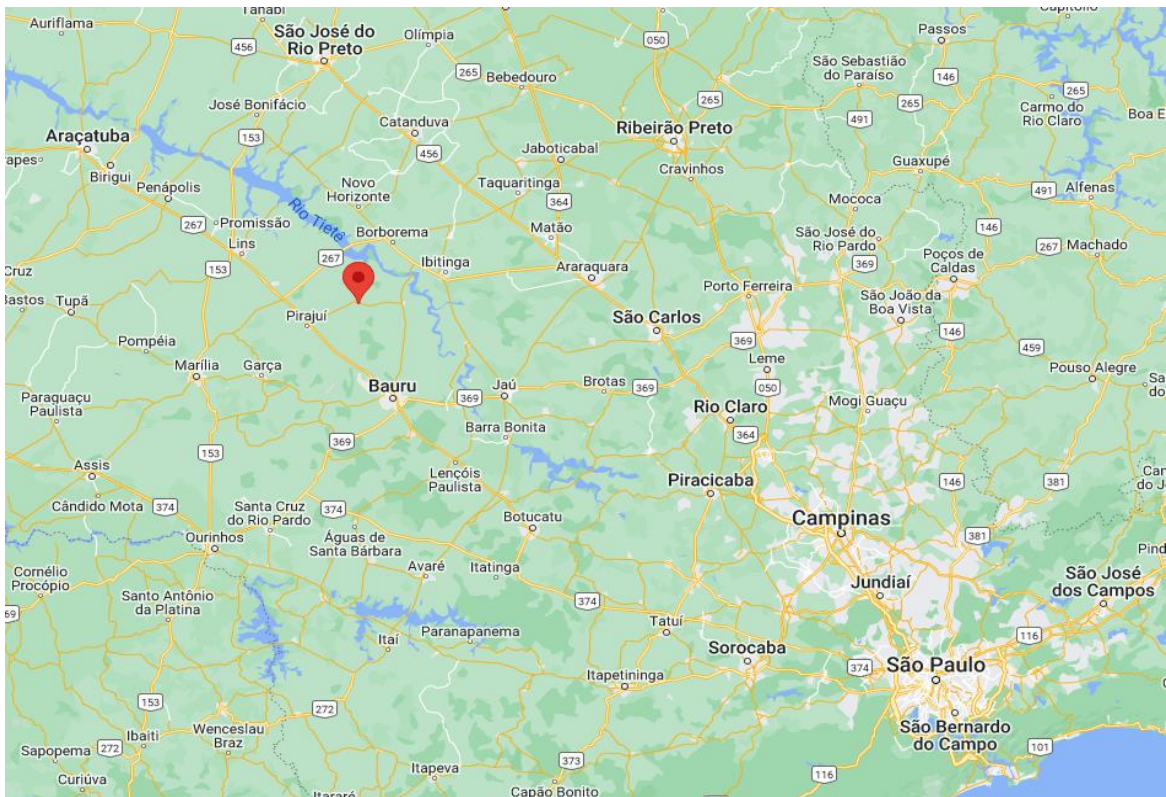 Auriflama
Tanabi
São José do
Rio Preto
456
Olímpia
050
Passos
Capitólio
265
Bebedouro
São Sebastião
do Paraíso
146
265
José Bonifácio
265
491
Carmo do
Rio Claro
Boa E
Araçatuba
153
Catanduva
456
Ribeirão Preto
Jaboticabal
Cravinhos
Guaxupé
Birigui
Penápolis
Novo
Horizonte
Taquaritinga
364
491
Alfenas
Mococa
Rio Tietê
Promissão
267
Lins
Borborema
Matão
São José do
Rio Pardo
146
267
Machado
267
153
Ibitinga
Araraquara
369
Poços de
Caldas
Cruz
Bastos
Tupã
Porto Ferreira
São João da
Boa Vista
Pirajuí
São Carlos
146
Pompéia
369
459
Marília
Garça
Leme
Pouso Alegre
Bauru
Jaú
Brotas
369
369
050
Paraguaçu
Paulista
Rio Claro
Mogi Guaçu
Barra Bonita
364
369
153
Assis
Lençóis
Paulista
Piracicaba
146
381
Cândido Mota
374
Santa Cruz
do Rio Pardo
374
Botucatu
Campinas
Ourinhos
Águas de
Santa Bárbara
381
Pind
Cornélio
Procópio
Avaré
Itatinga
Jundiaí
São José
dos Campos
Santo Antônio
da Platina
374
69
Itaí
Paranapanema
Tatuí
116
Sorocaba
374
São Paulo
Itapetininga
153
272
Wenceslau
Braz
São Bernardo
do Campo
Ibaiti
272
Sapopema
101
373
116
Curiúva
Itapeva
Itararé
Capão Bonito